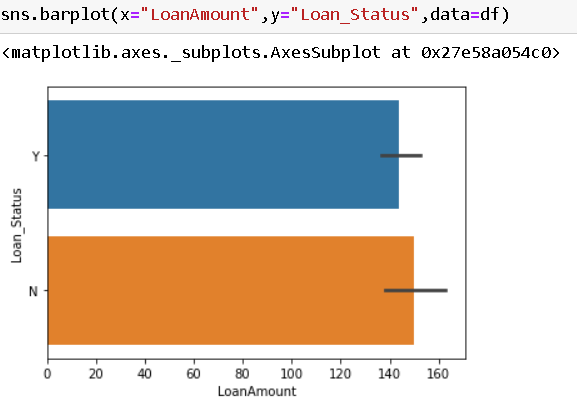 sns.barplot(x="LoanAmount",y="Loan_Status",data=df)
<matplotlib.axes._subplots.AxesSubplot at 0x27e58a054c0>
Y
Loan_Status
N
0 20 40 60 80 100 120 140 160
LoanAmount